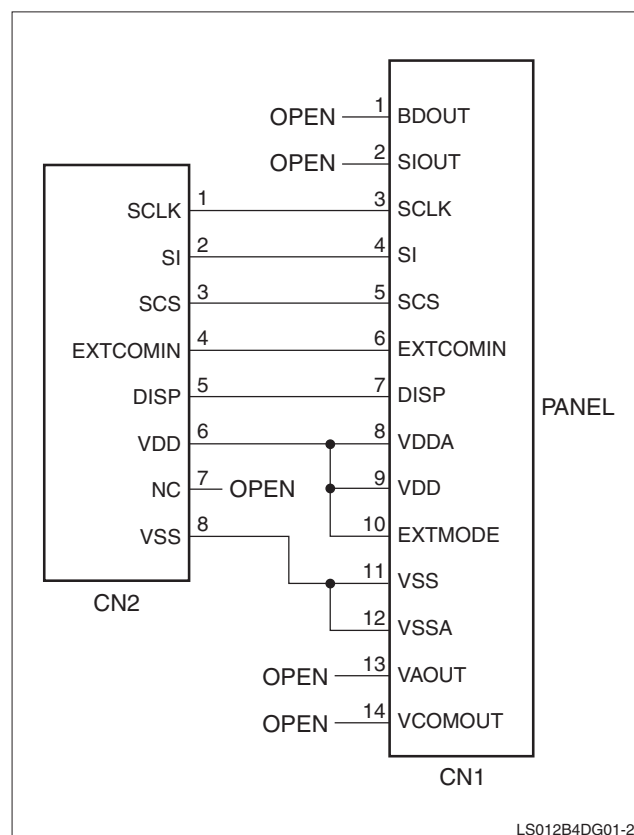 OPEN 1 BDOUT
OPEN 2 SIOUT
SCLK 1 3 SCLK
SI 2 4 SI
SCS 3 5 SCS
EXTCOMIN 4 6 EXTCOMIN
DISP 5 7 DISP
PANEL
VDD 6 8 VDDA
NC 7 OPEN 9 VDD
VSS 8 10 EXTMODE
11 VSS
CN2
12 VSSA
OPEN 13 VAOUT
OPEN 14 VCOMOUT
CN1
LS012B4DG01-2